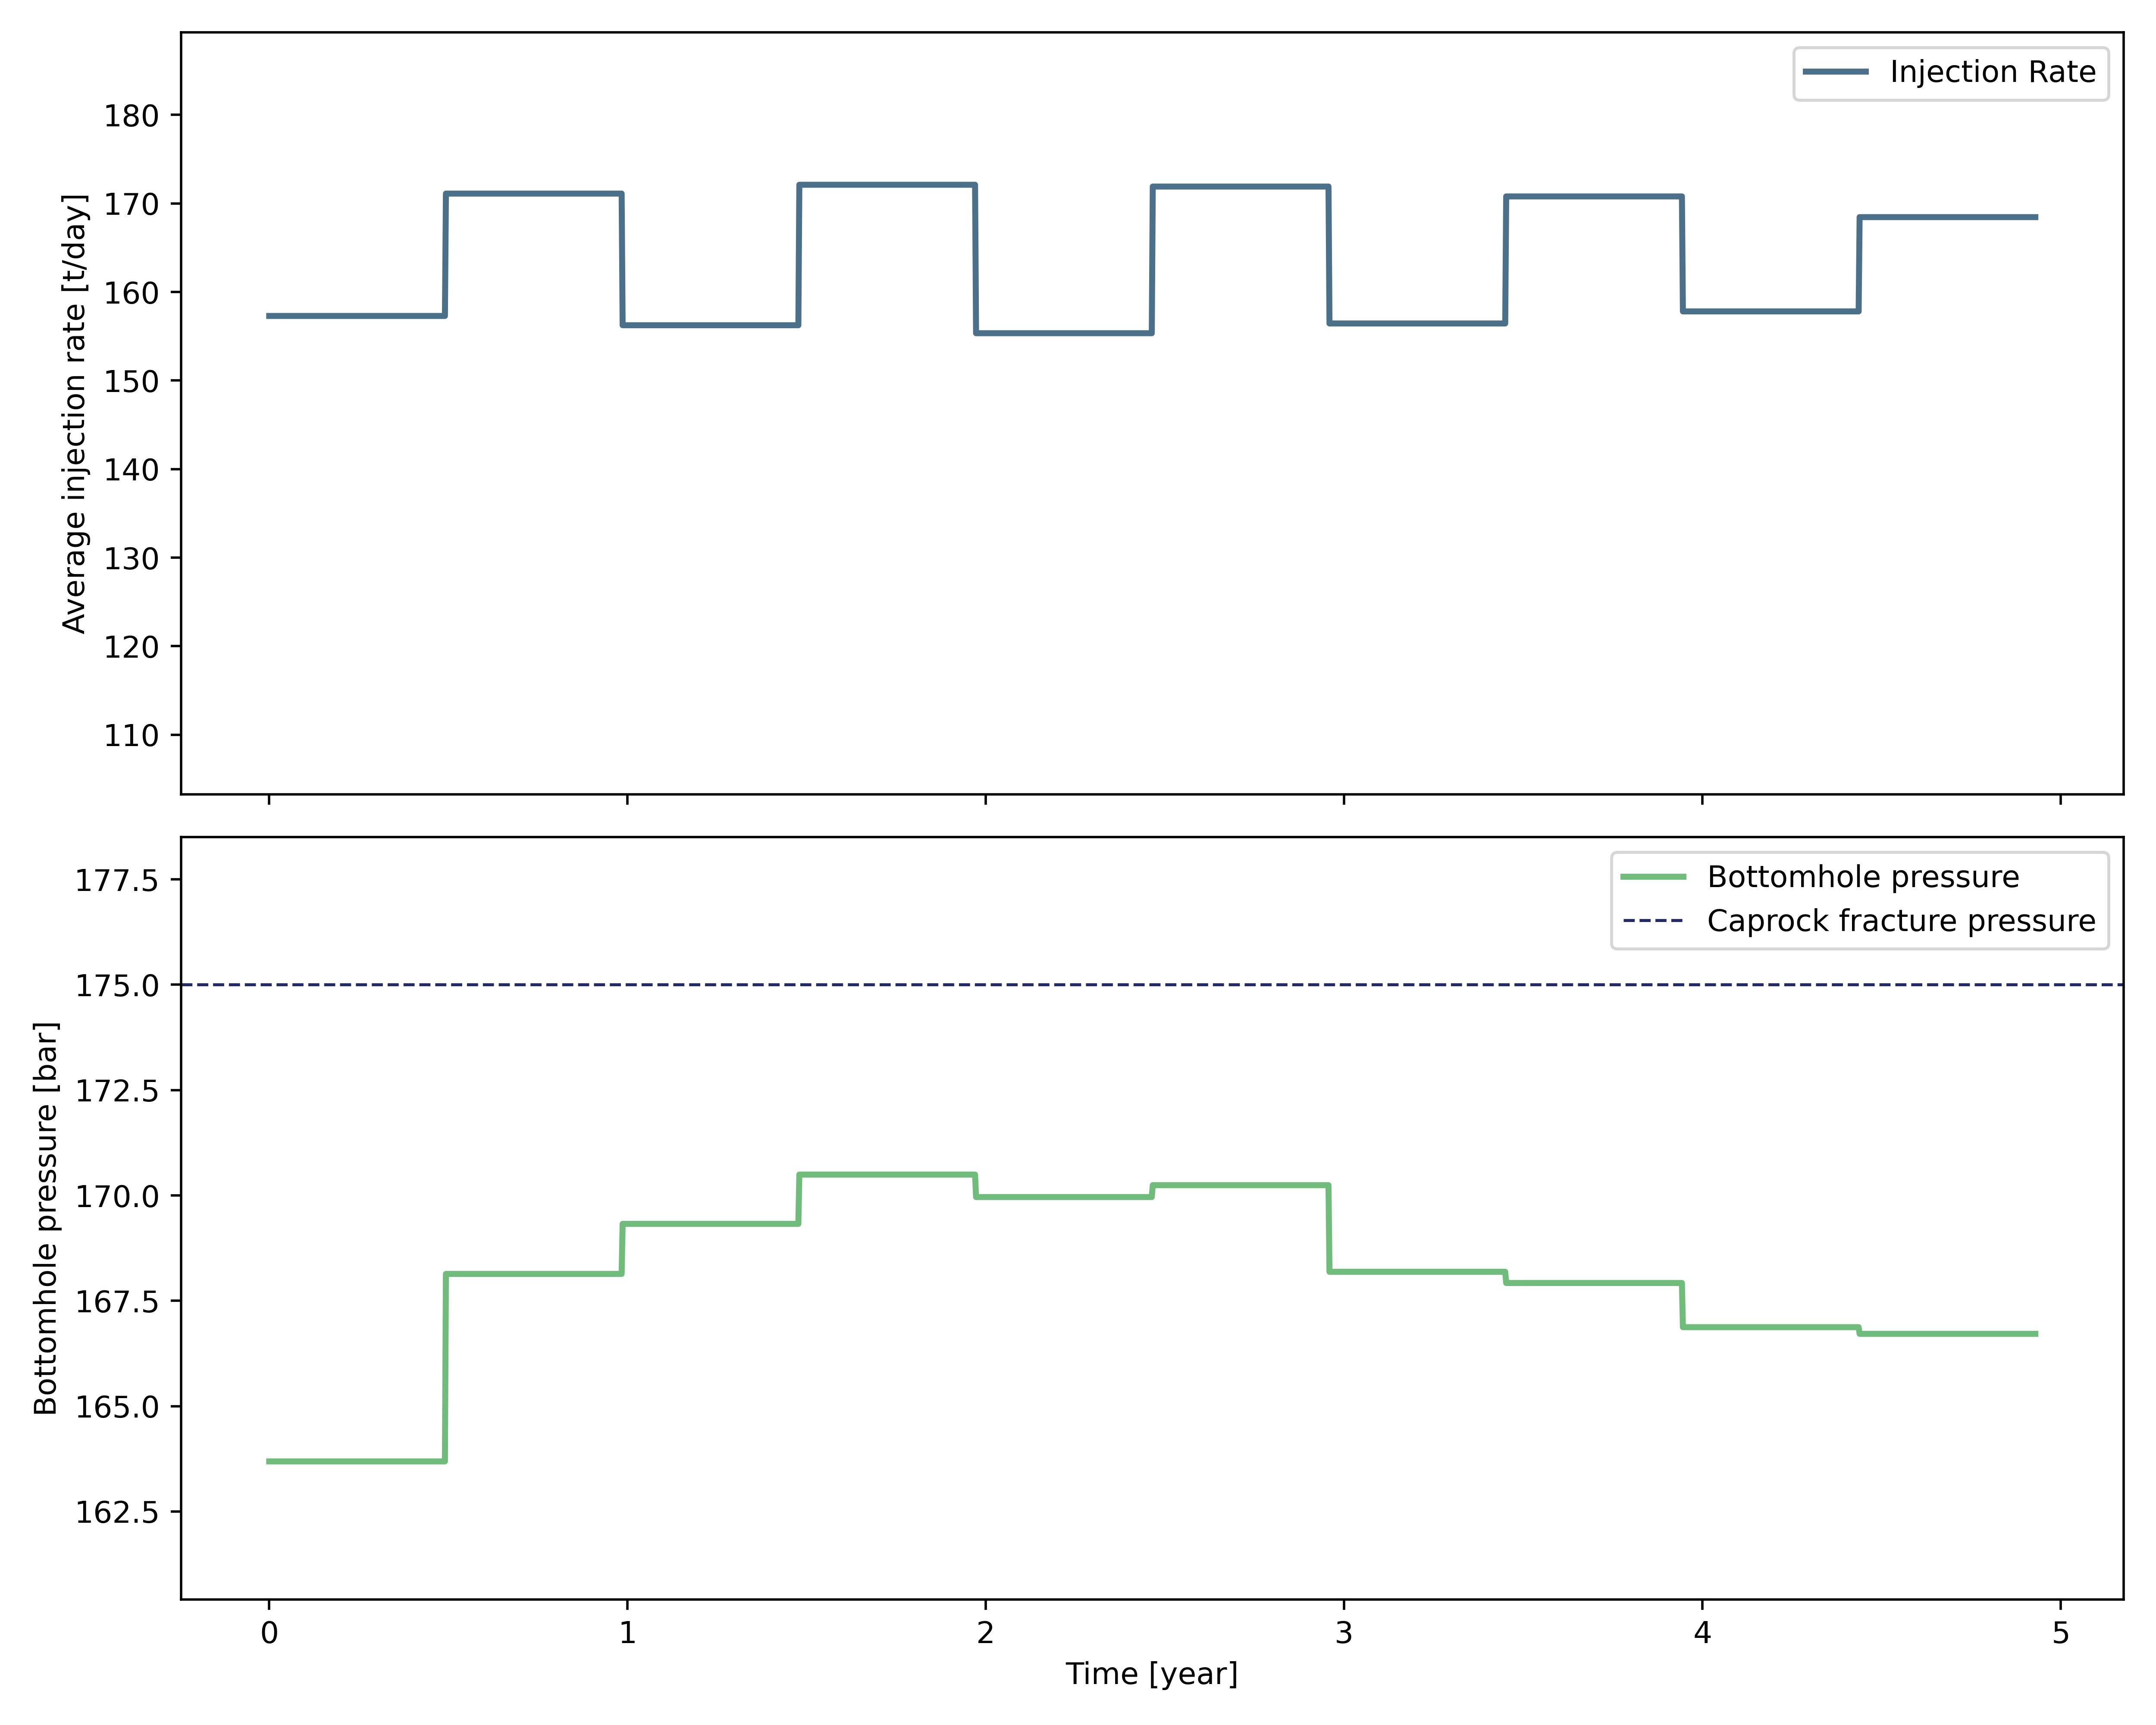 Injection Rate
Average injection rate [t/day]
180
170
160
150
140
130
120
110
Bottomhole pressure
Caprock fracture pressure
Bottomhole pressure [bar]
177.5
175.0
172.5
170.0
167.5
165.0
162.5
0 1 2 3 4 5
Time [year]